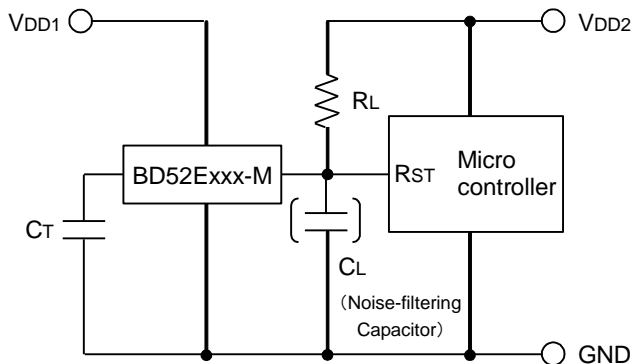 VDD1
VDD2
RL
BD52Exxx-M
RST
Micro
controller
CT
CL
（Noise-filtering
Capacitor）
GND